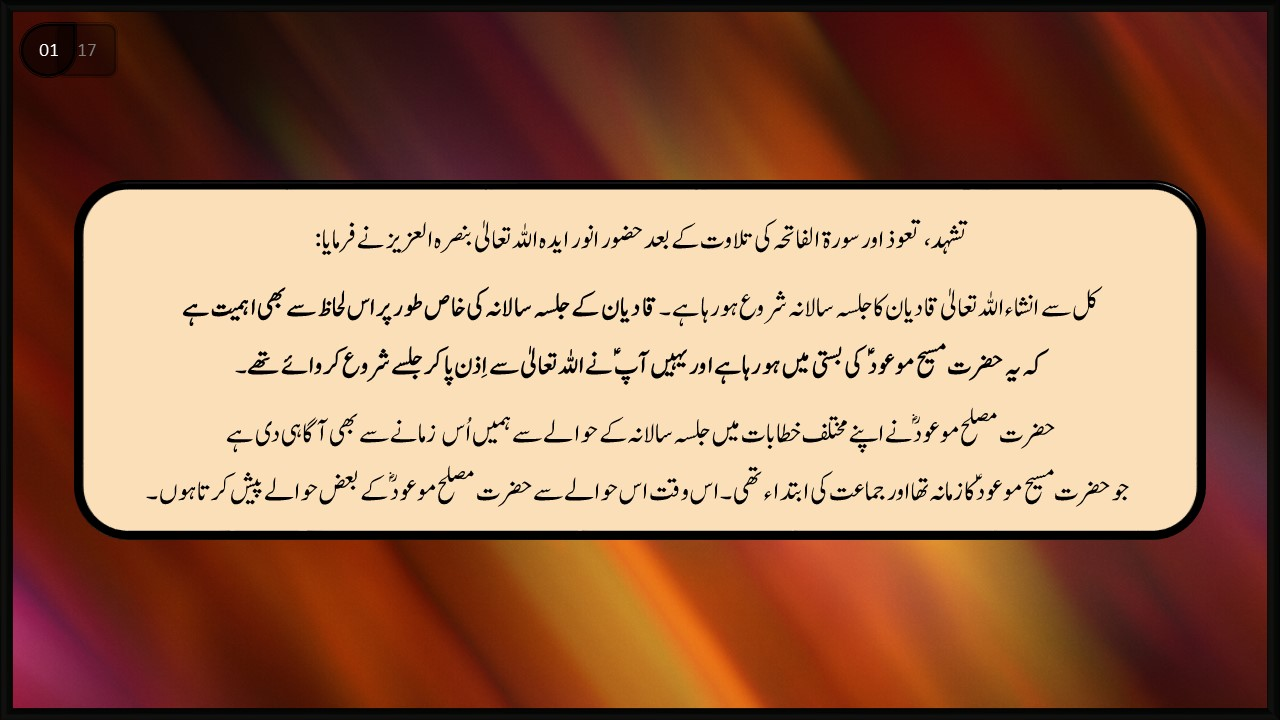 01 17
تشہد، تعوذ اور سورۃ الفاتحہ کی تلاوت کے بعد حضور انور ایدہ اللہ تعالیٰ بنصرہ العزیز نے فرمایا:
کل سے انشاءاللہ تعالیٰ قادیان کا جلسہ سالانہ شروع ہو رہا ہے۔ قادیان کے جلسہ سالانہ کی خاص طور پر اس لحاظ سے بھی اہمیت ہے
کہ یہ حضرت مسیح موعودؑ کی بستی میں ہو رہا ہے اور یہیں آپؑ نے اللہ تعالیٰ سے اِذن پا کر جلسے شروع کروائے تھے۔
حضرت مصلح موعودؓ نے اپنے مختلف خطابات میں جلسہ سالانہ کے حوالے سے ہمیں اُس زمانے سے بھی آگاہی دی ہے
جو حضرت مسیح موعودؑ کا زمانہ تھا اور جماعت کی ابتداء تھی۔ اس وقت اس حوالے سے حضرت مصلح موعودؓ کے بعض حوالے پیش کرتا ہوں۔